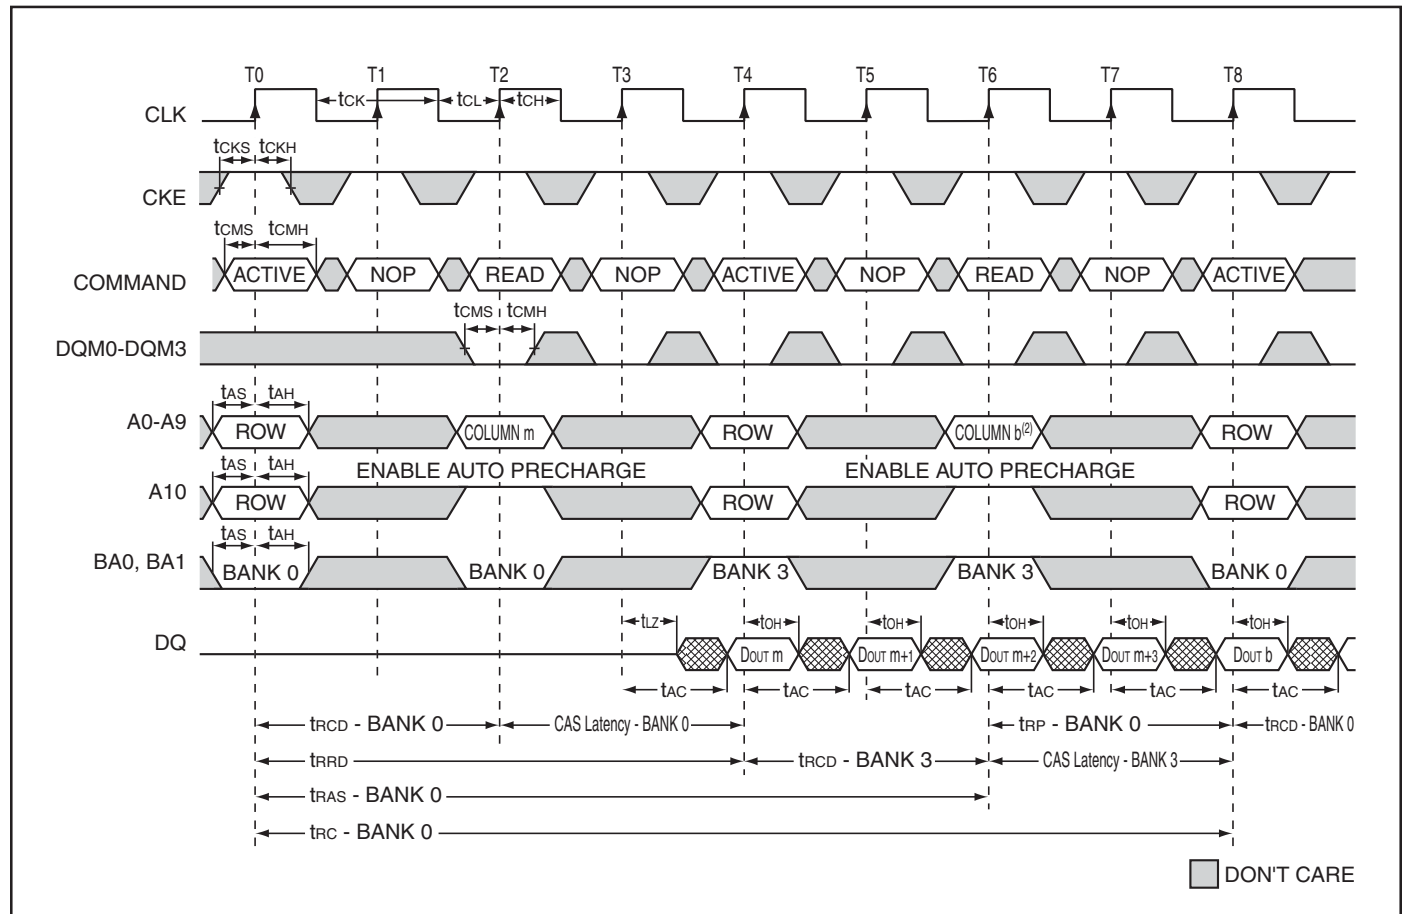 T0 T1 T2 T3 T4 T5 T6 T7 T8
CLK tCK tCL tCH
tCKS tCKH
CKE
tCMS tCMH
COMMAND ACTIVE NOP READ NOP ACTIVE NOP READ NOP ACTIVE
tCMS tCMH
DQM0-DQM3
tAS tAH
A0-A9 ROW COLUMN m ROW COLUMN b(2) ROW
tAS tAH ENABLE AUTO PRECHARGE ENABLE AUTO PRECHARGE
A10 ROW ROW ROW
tAS tAH
BA0, BA1 BANK 0 BANK 0 BANK 3 BANK 3 BANK 0
tLZ tOH tOH tOH tOH tOH
DQ DOUT m DOUT m+1 DOUT m+2 DOUT m+3 DOUT b
tAC tAC tAC tAC tAC tAC
tRCD - BANK 0 CAS Latency - BANK 0 tRP - BANK 0 tRCD - BANK 0
tRRD tRCD - BANK 3 CAS Latency - BANK 3
tRAS - BANK 0
tRC - BANK 0
DON'T CARE